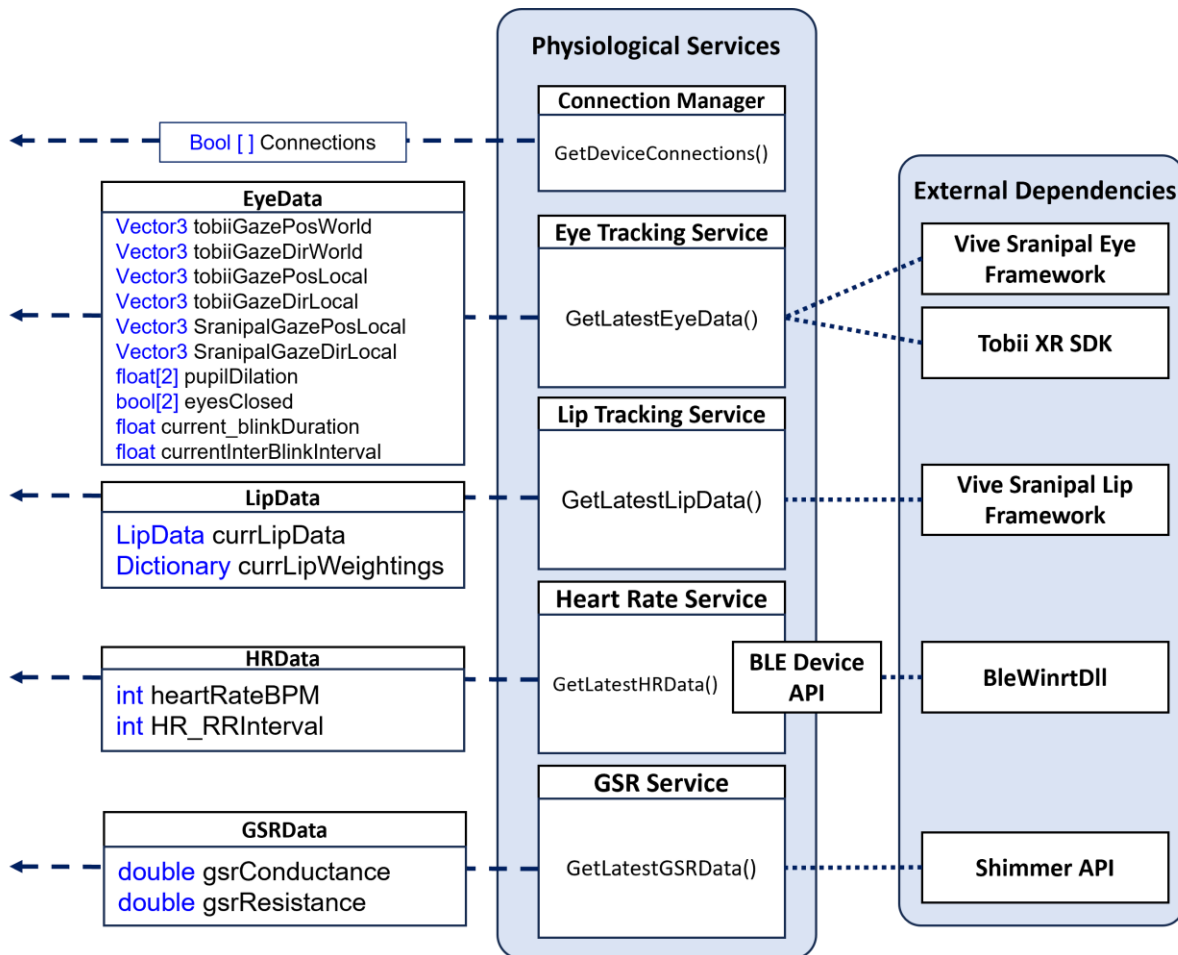 Physiological Services
Connection Manager
GetDeviceConnections()
Bool [ ] Connections
EyeData
Vector3 tobiiGazePosWorld
Vector3 tobiiGazeDirWorld
Vector3 tobiiGazePosLocal
Vector3 tobiiGazeDirLocal
Vector3 SranipalGazePosLocal
Vector3 SranipalGazeDirLocal
float[2] pupilDilation
bool[2] eyesClosed
float current_blinkDuration
float currentInterBlinkInterval
Eye Tracking Service
GetLatestEyeData()
LipData
LipData currLipData
Dictionary currLipWeightings
Lip Tracking Service
GetLatestLipData()
HRData
int heartRateBPM
int HR_RRInterval
Heart Rate Service
GetLatestHRData()
BLE Device
API
GSRData
double gsrConductance
double gsrResistance
GSR Service
GetLatestGSRData()
External Dependencies
Vive Sranipal Eye
Framework
Tobii XR SDK
Vive Sranipal Lip
Framework
BleWinrtDll
Shimmer API